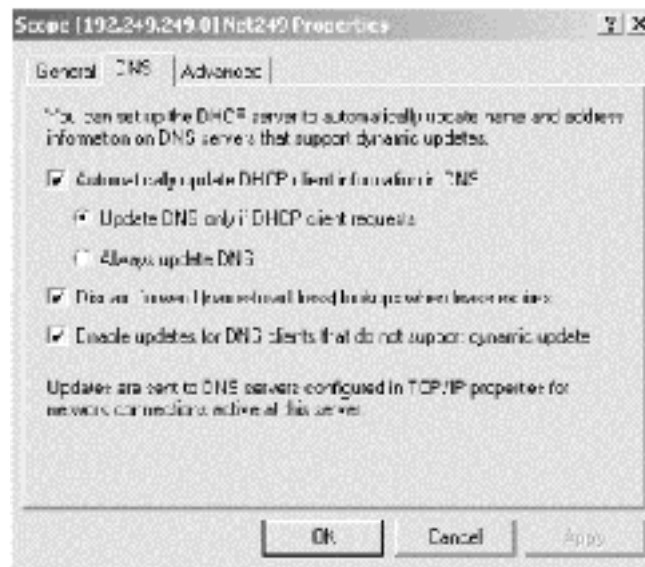 Scope [192.249.249.0] Net249 Properties
? X
General DNS Advanced
You can set up the DHCP server to automatically update name and address
information on DNS servers that support dynamic updates.
Automatically update DHCP client information in DNS
Update DNS only if DHCP client requests
Always update DNS
Discard forward (name-to-address) lookups when lease expires
Enable updates for DNS clients that do not support dynamic update
Updates are sent to DNS servers configured in TCP/IP properties for
network connections active at this server.
OK Cancel Apply